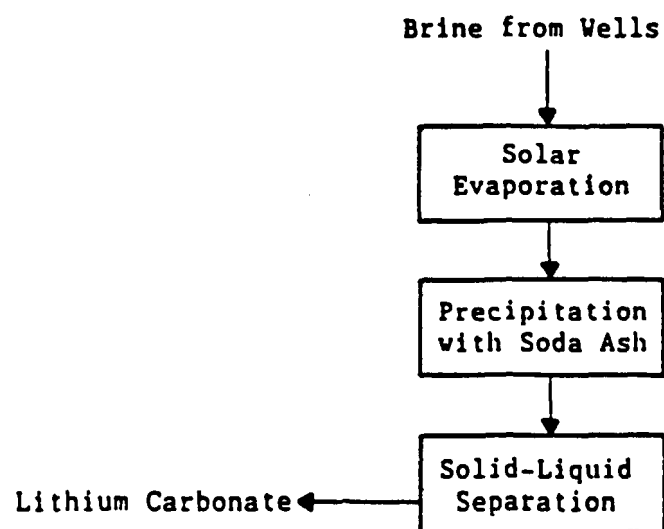 Brine from Wells
Solar
Evaporation
Precipitation
with Soda Ash
Solid-Liquid
Separation
Lithium Carbonate